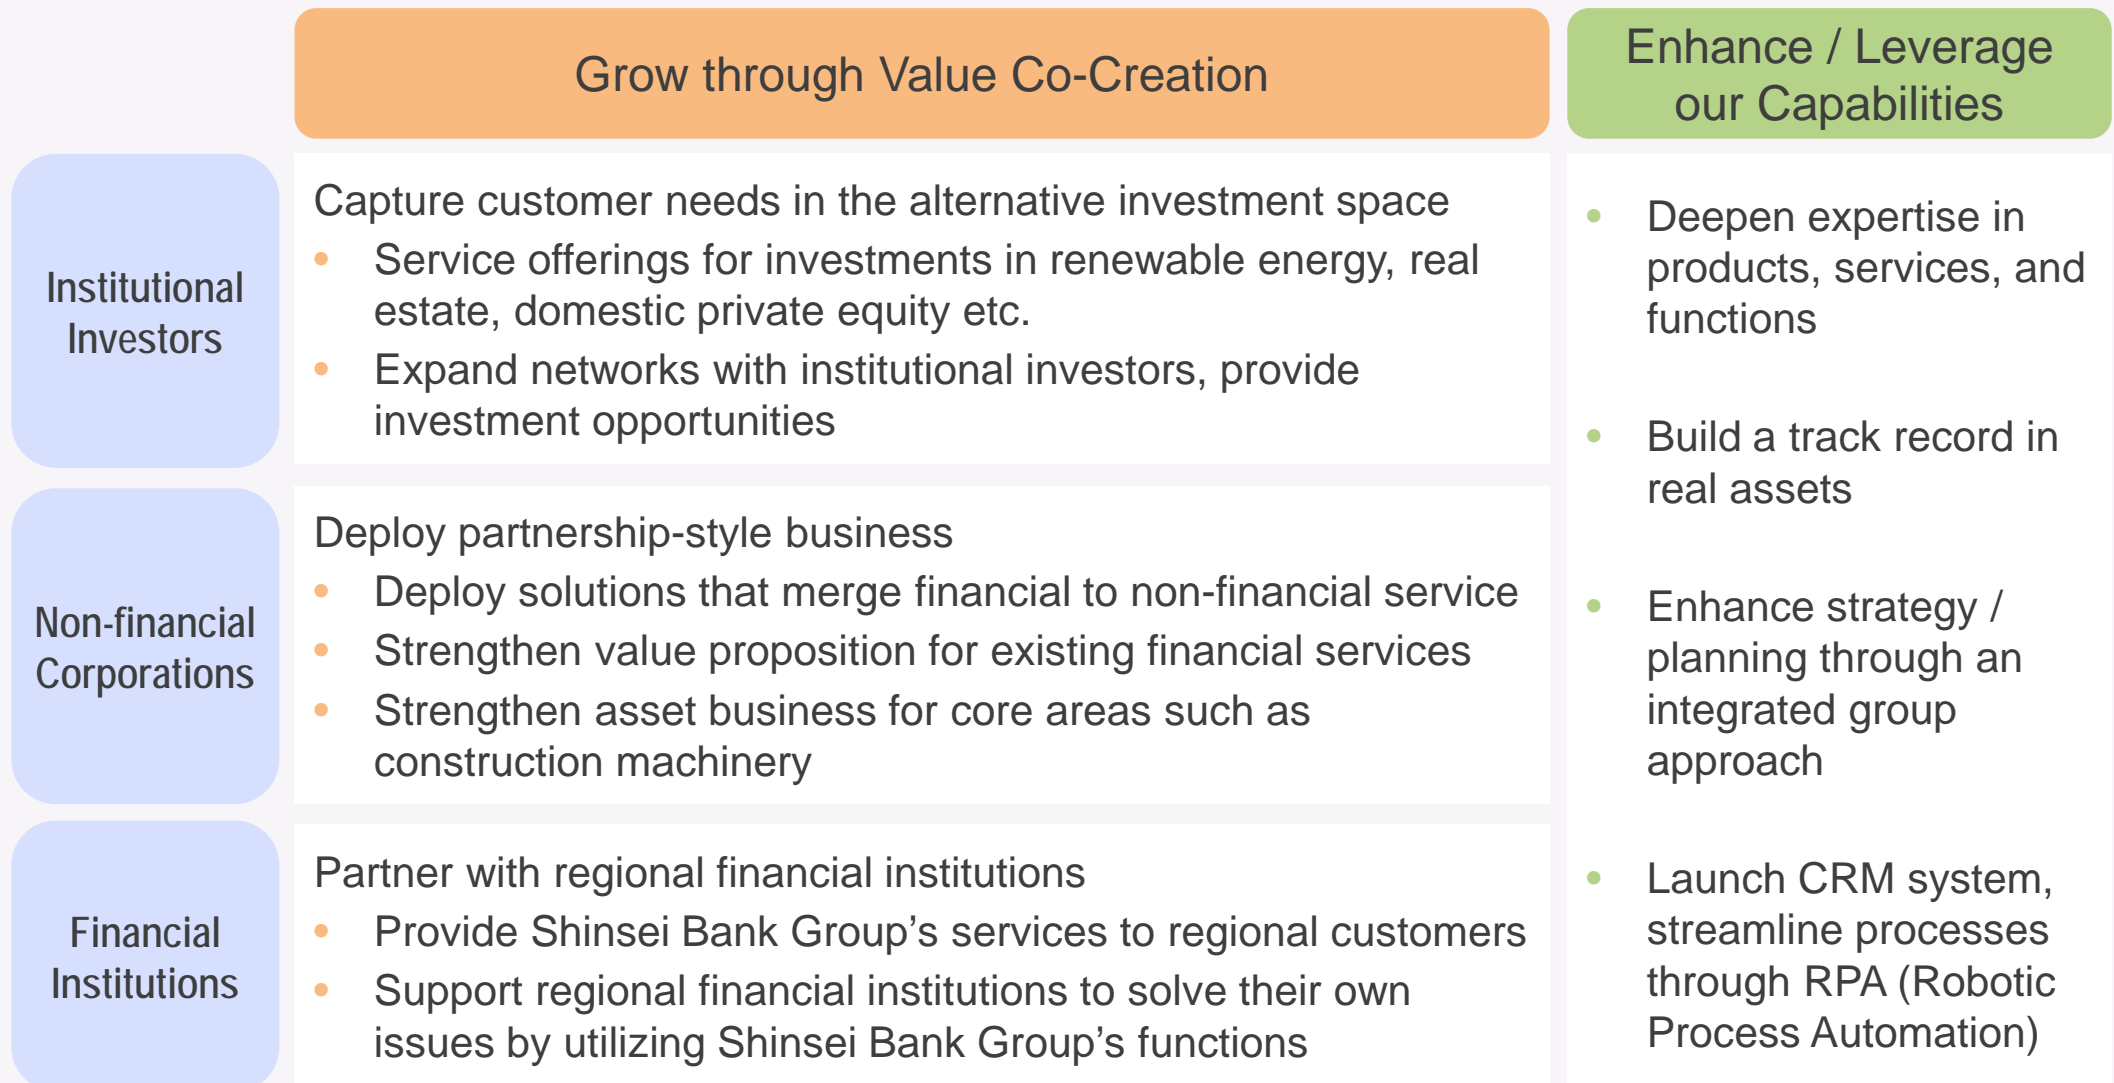 Grow through Value Co-Creation
Enhance / Leverage
our Capabilities
Institutional
Investors
Capture customer needs in the alternative investment space
• Service offerings for investments in renewable energy, real
estate, domestic private equity etc.
• Expand networks with institutional investors, provide
investment opportunities
Non-financial
Corporations
Deploy partnership-style business
• Deploy solutions that merge financial to non-financial service
• Strengthen value proposition for existing financial services
• Strengthen asset business for core areas such as
construction machinery
Financial
Institutions
Partner with regional financial institutions
• Provide Shinsei Bank Group’s services to regional customers
• Support regional financial institutions to solve their own
issues by utilizing Shinsei Bank Group’s functions
• Deepen expertise in
products, services, and
functions
• Build a track record in
real assets
• Enhance strategy /
planning through an
integrated group
approach
• Launch CRM system,
streamline processes
through RPA (Robotic
Process Automation)